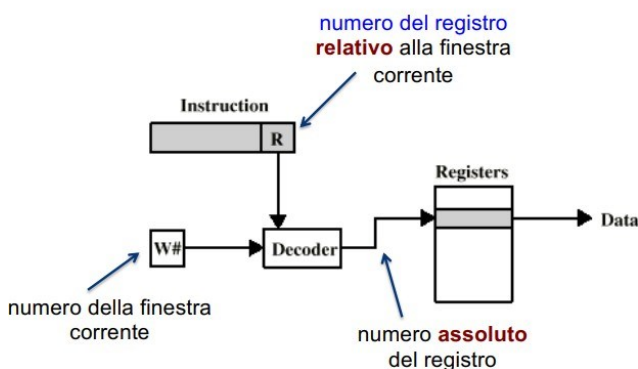 numero del registro
relativo alla finestra
corrente
Instruction
R
Registers
Data
W#
Decoder
numero della finestra
corrente
numero assoluto
del registro